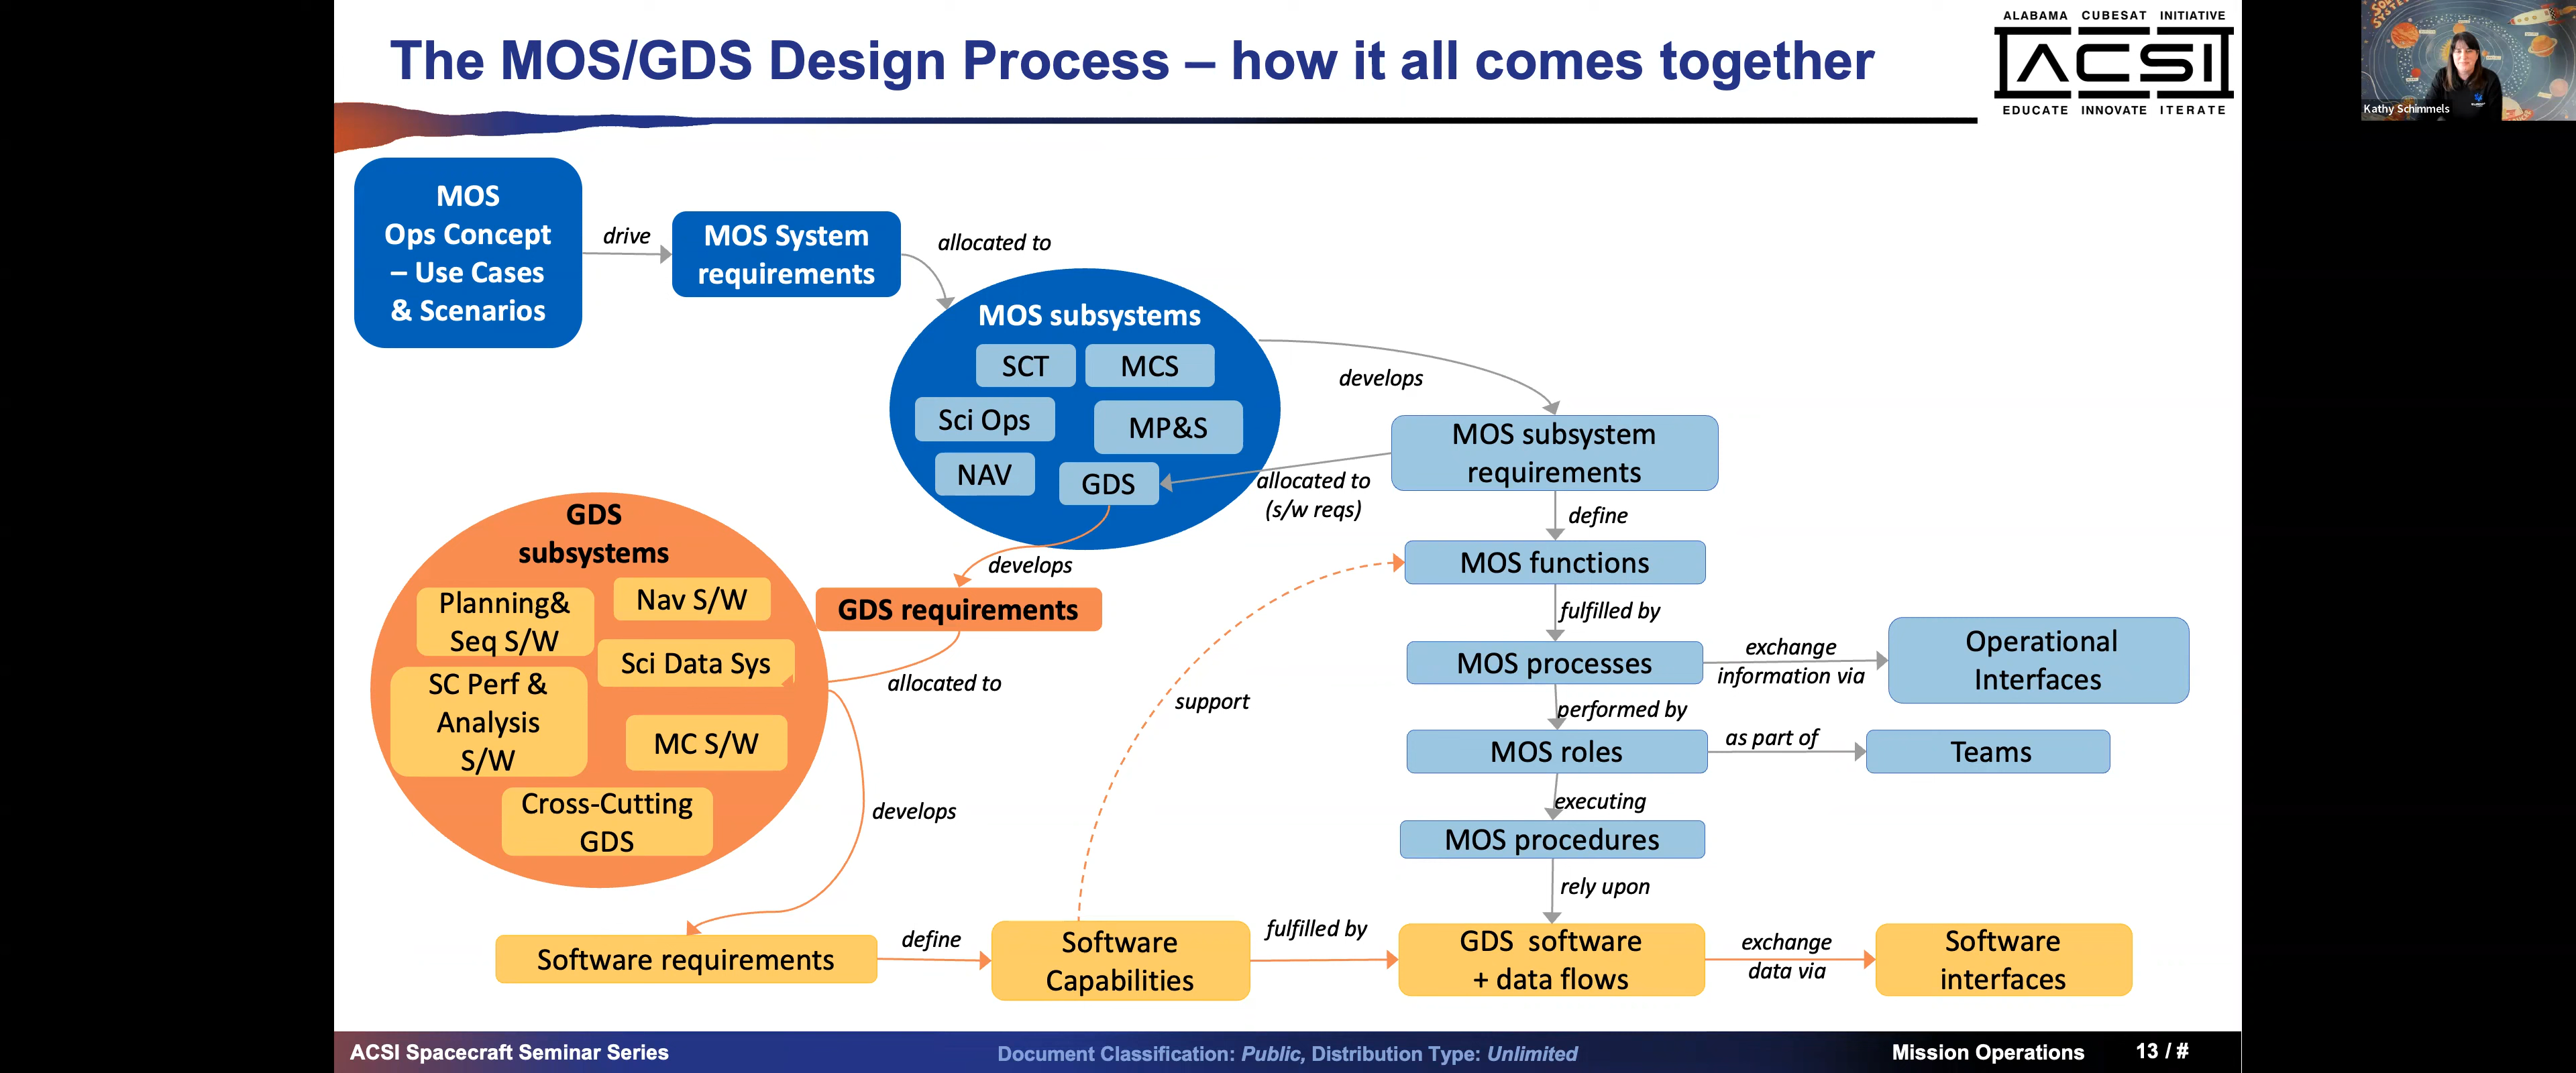 The MOS/GDS Design Process – how it all comes together
ALABAMA CUBESAT INITIATIVE
ACSI
EDUCATE INNOVATE ITERATE
Kathy Schimmels
MOS
Ops Concept
– Use Cases
& Scenarios
drive
MOS System
requirements
allocated to
MOS subsystems
SCT
MCS
Sci Ops
MP&S
NAV
GDS
develops
MOS subsystem
requirements
allocated to
(s/w reqs)
define
MOS functions
fulfilled by
MOS processes
exchange
information via
Operational
Interfaces
performed by
MOS roles
as part of
Teams
executing
MOS procedures
rely upon
develops
GDS requirements
allocated to
GDS
subsystems
Planning&
Seq S/W
Nav S/W
Sci Data Sys
SC Perf &
Analysis
S/W
MC S/W
Cross-Cutting
GDS
develops
support
Software requirements
define
Software
Capabilities
fulfilled by
GDS software
+ data flows
exchange
data via
Software
interfaces
ACSI Spacecraft Seminar Series
Document Classification: Public, Distribution Type: Unlimited
Mission Operations
13 / #